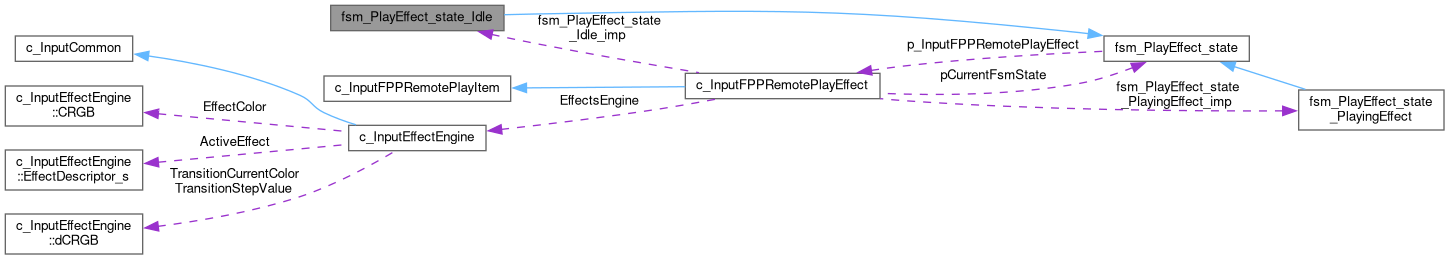 fsm_PlayEffect_state_Idle
fsm_PlayEffect_state
_Idle_imp
c_InputCommon
p_InputFPPRemotePlayEffect
fsm_PlayEffect_state
pCurrentFsmState
c_InputFPPRemotePlayItem
c_InputFPPRemotePlayEffect
fsm_PlayEffect_state
_PlayingEffect_imp
fsm_PlayEffect_state
_PlayingEffect
c_InputEffectEngine
::CRGB
EffectColor
EffectsEngine
c_InputEffectEngine
ActiveEffect
c_InputEffectEngine
::EffectDescriptor_s
TransitionCurrentColor
TransitionStepValue
c_InputEffectEngine
::dCRGB